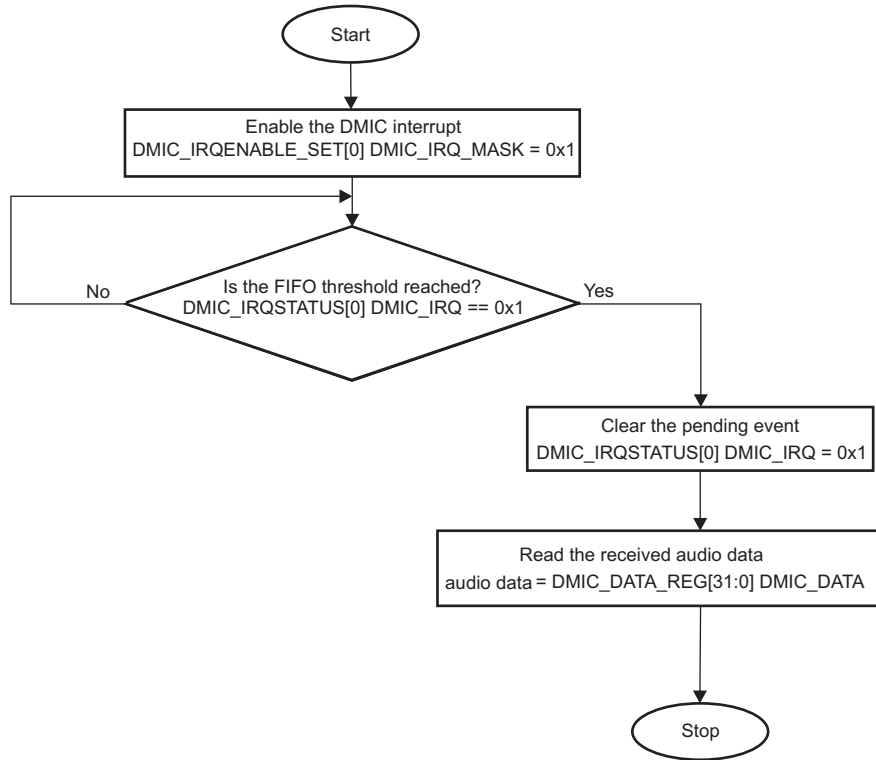 Start
Enable the DMIC interrupt
DMIC_IRQENABLE_SET[0] DMIC_IRQ_MASK = 0x1
Is the FIFO threshold reached?
DMIC_IRQSTATUS[0] DMIC_IRQ == 0x1
No
Yes
Clear the pending event
DMIC_IRQSTATUS[0] DMIC_IRQ = 0x1
Read the received audio data
audio data = DMIC_DATA_REG[31:0] DMIC_DATA
Stop